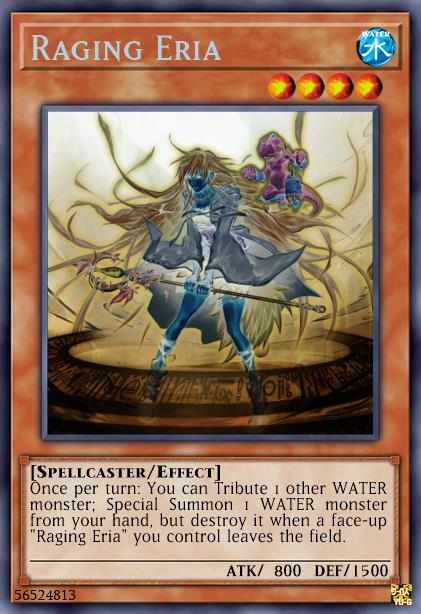 Raging Eria
WATER
水
[Spellcaster/Effect]
Once per turn: You can Tribute 1 other WATER
monster; Special Summon 1 WATER monster
from your hand, but destroy it when a face-up
"Raging Eria" you control leaves the field.
ATK/ 800 DEF/1500
56524813